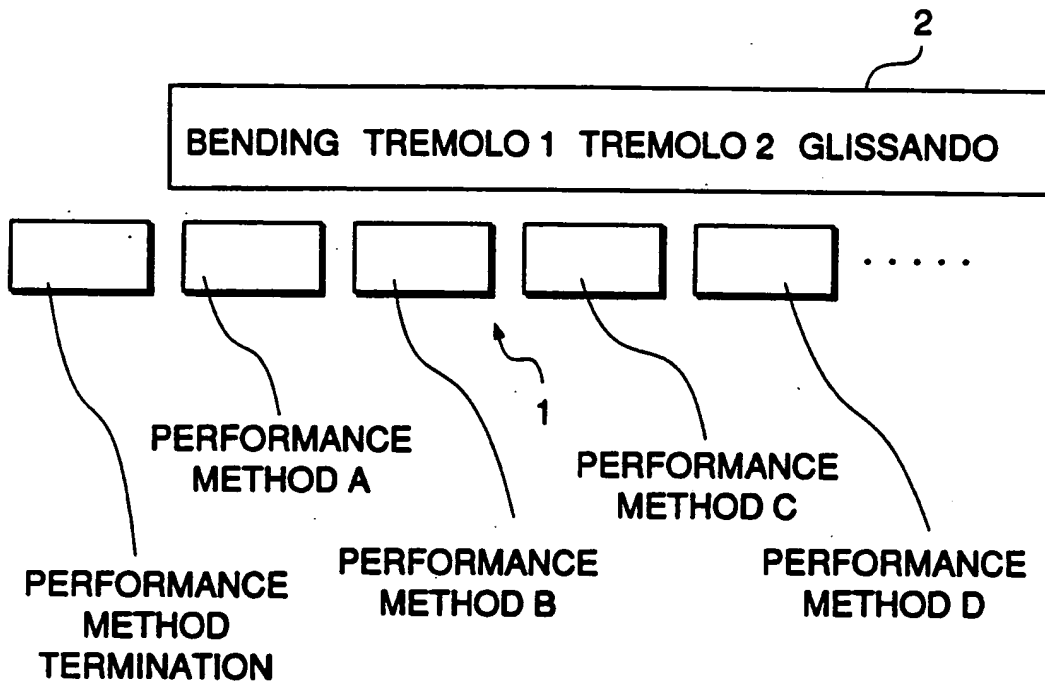 2
BENDING TREMOLO 1 TREMOLO 2 GLISSANDO
.....
1
PERFORMANCE
METHOD A
PERFORMANCE
METHOD C
PERFORMANCE
METHOD B
PERFORMANCE
METHOD D
PERFORMANCE
METHOD
TERMINATION